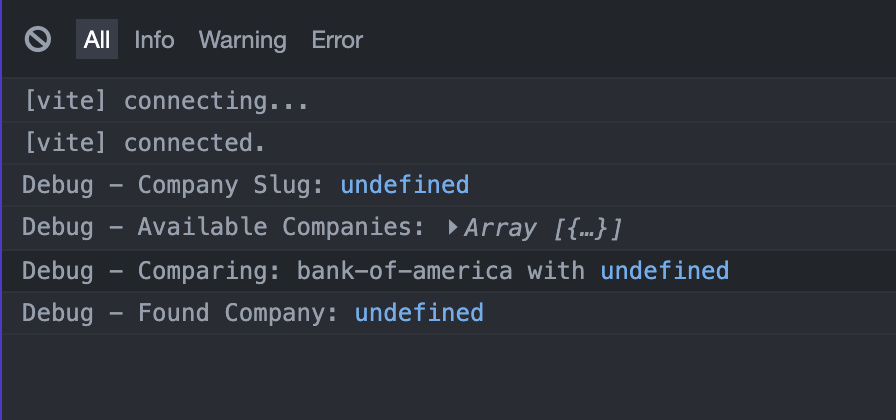 All Info Warning Error
[vite] connecting...
[vite] connected.
Debug – Company Slug: undefined
Debug – Available Companies: ▶Array [{…}]
Debug – Comparing: bank-of-america with undefined
Debug – Found Company: undefined